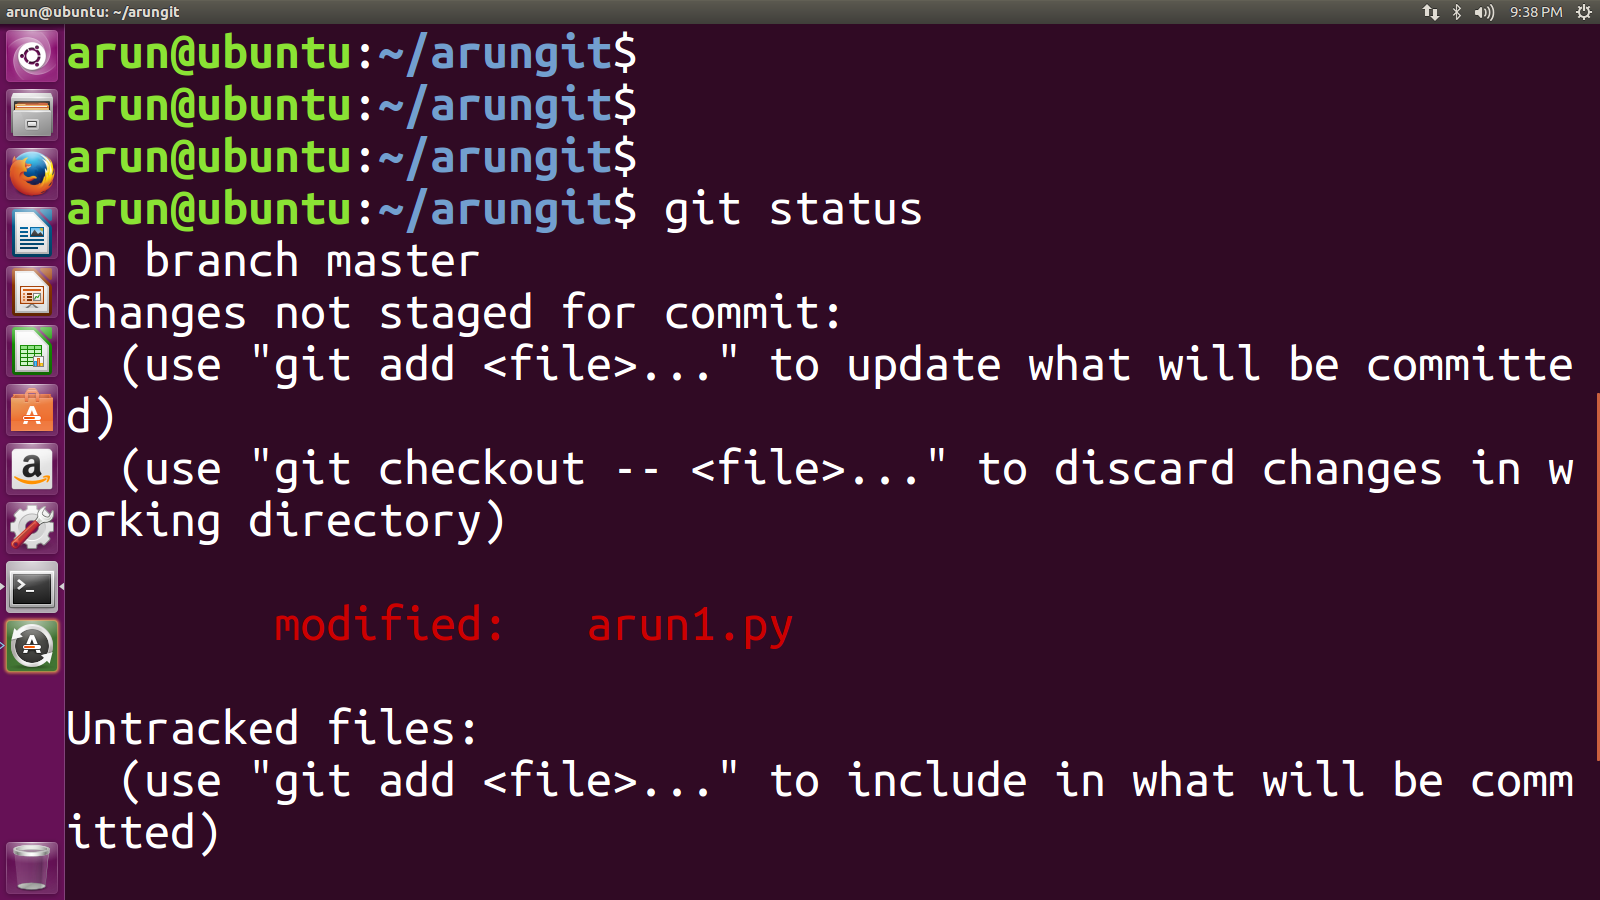 arun@ubuntu: ~/arungit
9:38 PM
arun@ubuntu:~/arungit$
arun@ubuntu:~/arungit$
arun@ubuntu:~/arungit$
arun@ubuntu:~/arungit$ git status
On branch master
Changes not staged for commit:
  (use "git add <file>..." to update what will be committe
d)
  (use "git checkout -- <file>..." to discard changes in w
orking directory)
        modified:   arun1.py
Untracked files:
  (use "git add <file>..." to include in what will be comm
itted)